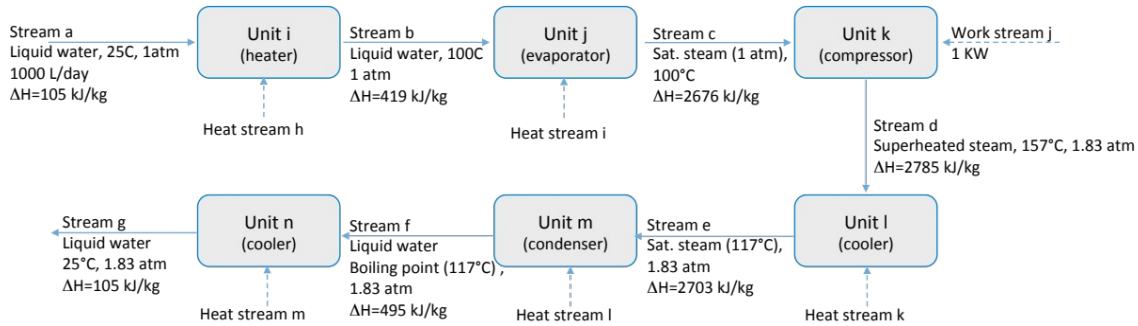 Stream a
Liquid water, 25C, 1atm
1000 L/day
ΔH=105 kJ/kg
Unit i
(heater)
Heat stream h
Stream b
Liquid water, 100C
1 atm
ΔH=419 kJ/kg
Unit j
(evaporator)
Heat stream i
Stream c
Sat. steam (1 atm),
100°C
ΔH=2676 kJ/kg
Unit k
(compressor)
Work stream j
1 KW
Stream d
Superheated steam, 157°C, 1.83 atm
ΔH=2785 kJ/kg
Unit l
(cooler)
Heat stream k
Stream e
Sat. steam (117°C),
1.83 atm
ΔH=2703 kJ/kg
Unit m
(condenser)
Heat stream l
Stream f
Liquid water
Boiling point (117°C) ,
1.83 atm
ΔH=495 kJ/kg
Unit n
(cooler)
Heat stream m
Stream g
Liquid water
25°C, 1.83 atm
ΔH=105 kJ/kg